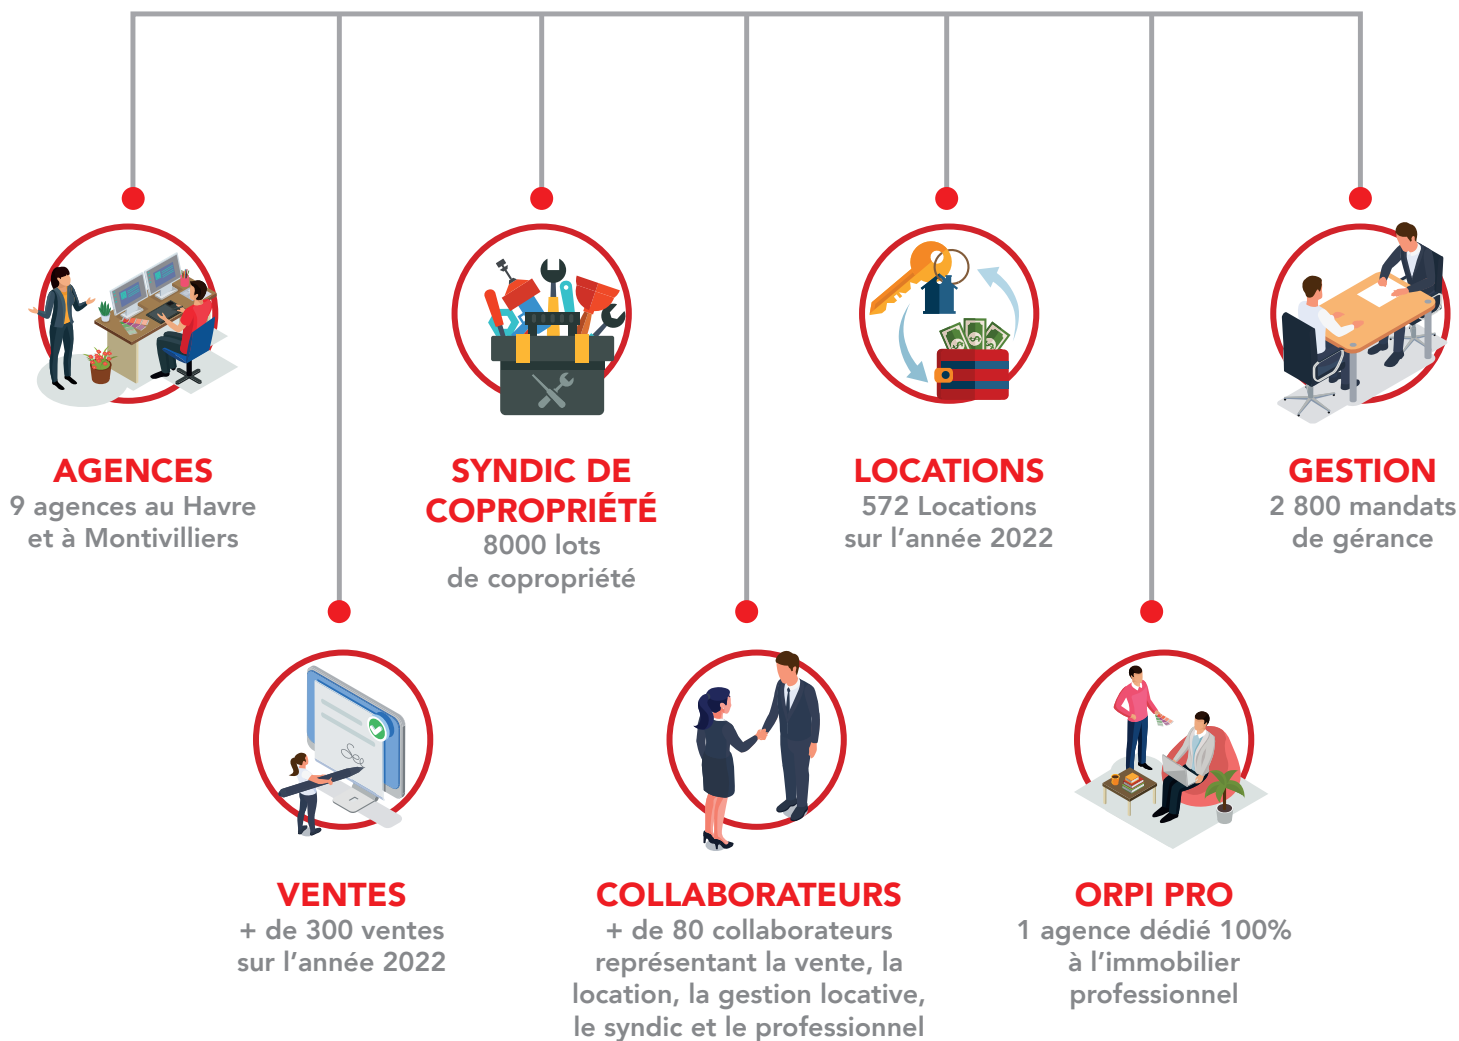 AGENCES
9 agences au Havre
et à Montivilliers
SYNDIC DE
COPROPRIÉTÉ
8000 lots
de copropriété
LOCATIONS
572 Locations
sur l’année 2022
GESTION
2 800 mandats
de gérance
VENTES
+ de 300 ventes
sur l’année 2022
COLLABORATEURS
+ de 80 collaborateurs
représentant la vente, la
location, la gestion locative,
le syndic et le professionnel
ORPI PRO
1 agence dédié 100%
à l’immobilier
professionnel